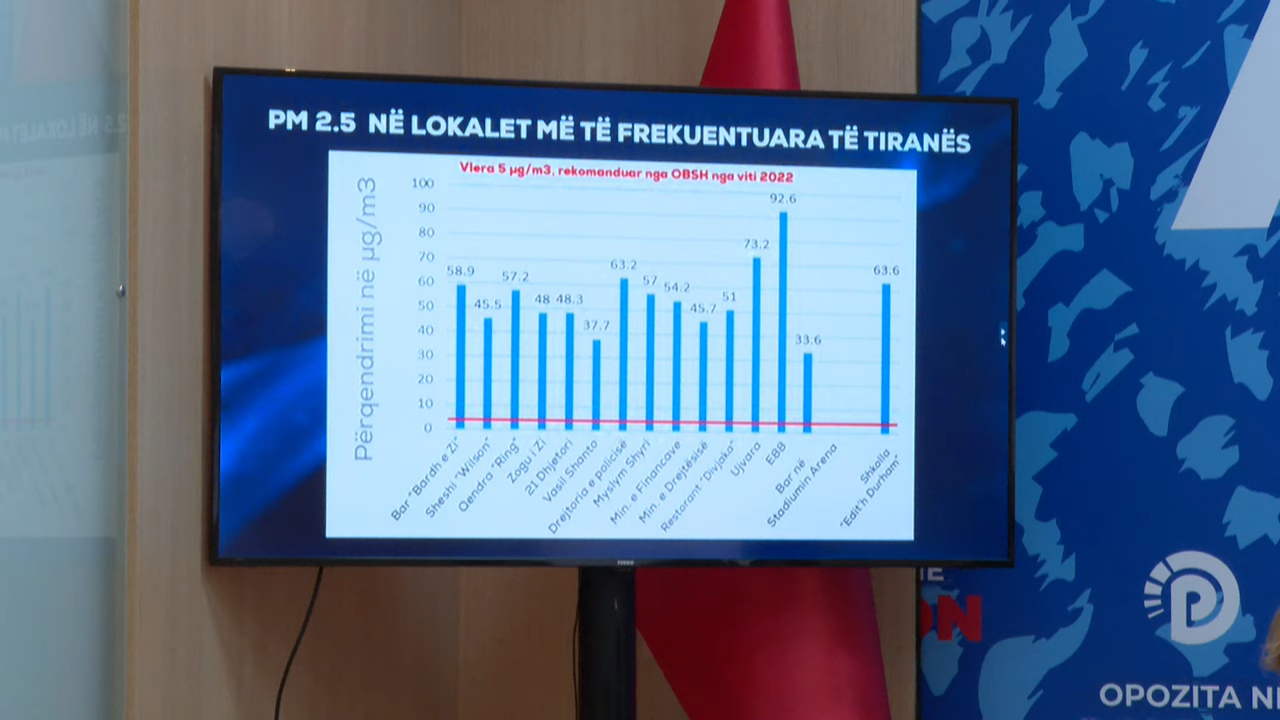 PM 2.5 NË LOKALET MË TË FREKUENTUARA TË TIRANËS
Vlera 5 µg/m3, rekomanduar nga OBSH nga viti 2022
Përqendrimi në µg/m3
100
90
80
70
60
50
40
30
20
10
0
58.9
45.5
57.2
48
48.3
37.7
63.2
57
54.2
45.7
51
73.2
92.6
33.6
63.6
Bar "Bardh e Zi"
Sheshi "Wilson"
Qendra "Ring"
Zogu i Zi
21 Dhjetori
Vasil Shanto
Drejtoria e policisë
Myslym Shyri
Min. e Financave
Min. e Drejtësisë
Restorant "Divjaka"
Ujvara
E88
Bar në
Stadiumin Arena
Shkolla
"Edit'h Durham"
OPOZITA